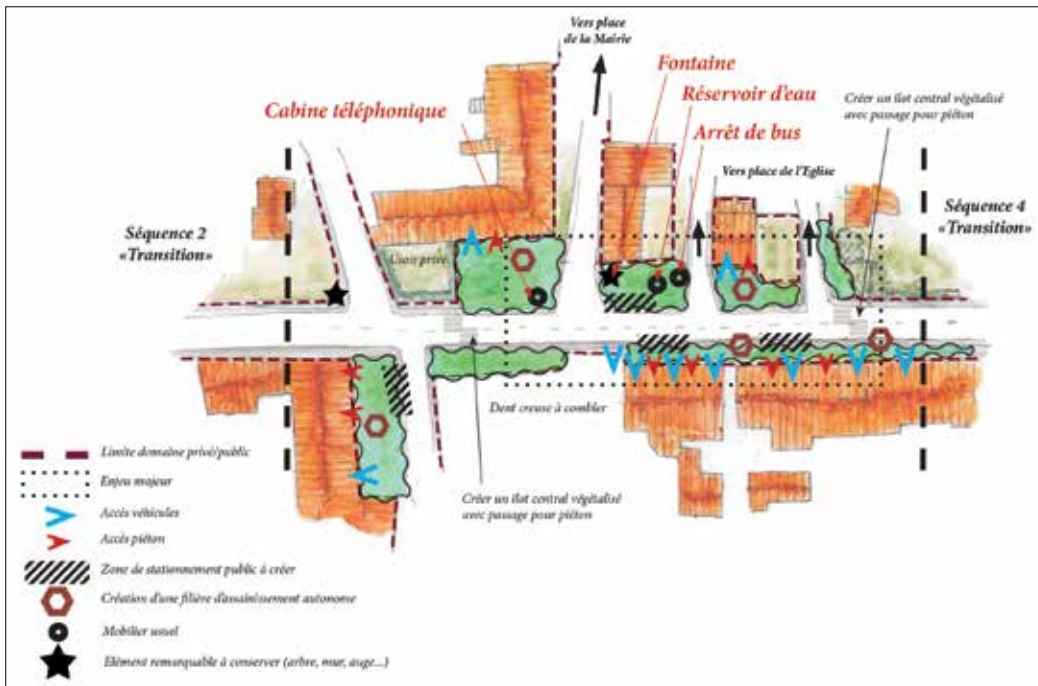 Vers place
de la Mairie
Fontaine
Réservoir d'eau
Cabine téléphonique
Arrêt de bus
Créer un îlot central végétalisé
avec passage pour piéton
Vers place de l'Eglise
Séquence 2
«Transition»
Séquence 4
«Transition»
Usoir privé
Dent creuse à combler
Créer un îlot central végétalisé
avec passage pour piéton
Limite domaine privé/public
Enjeu majeur
Accès véhicules
Accès piéton
Zone de stationnement public à créer
Création d'une filière d'assainissement autonome
Mobilier usuel
Elément remarquable à conserver (arbre, mur, auge...)